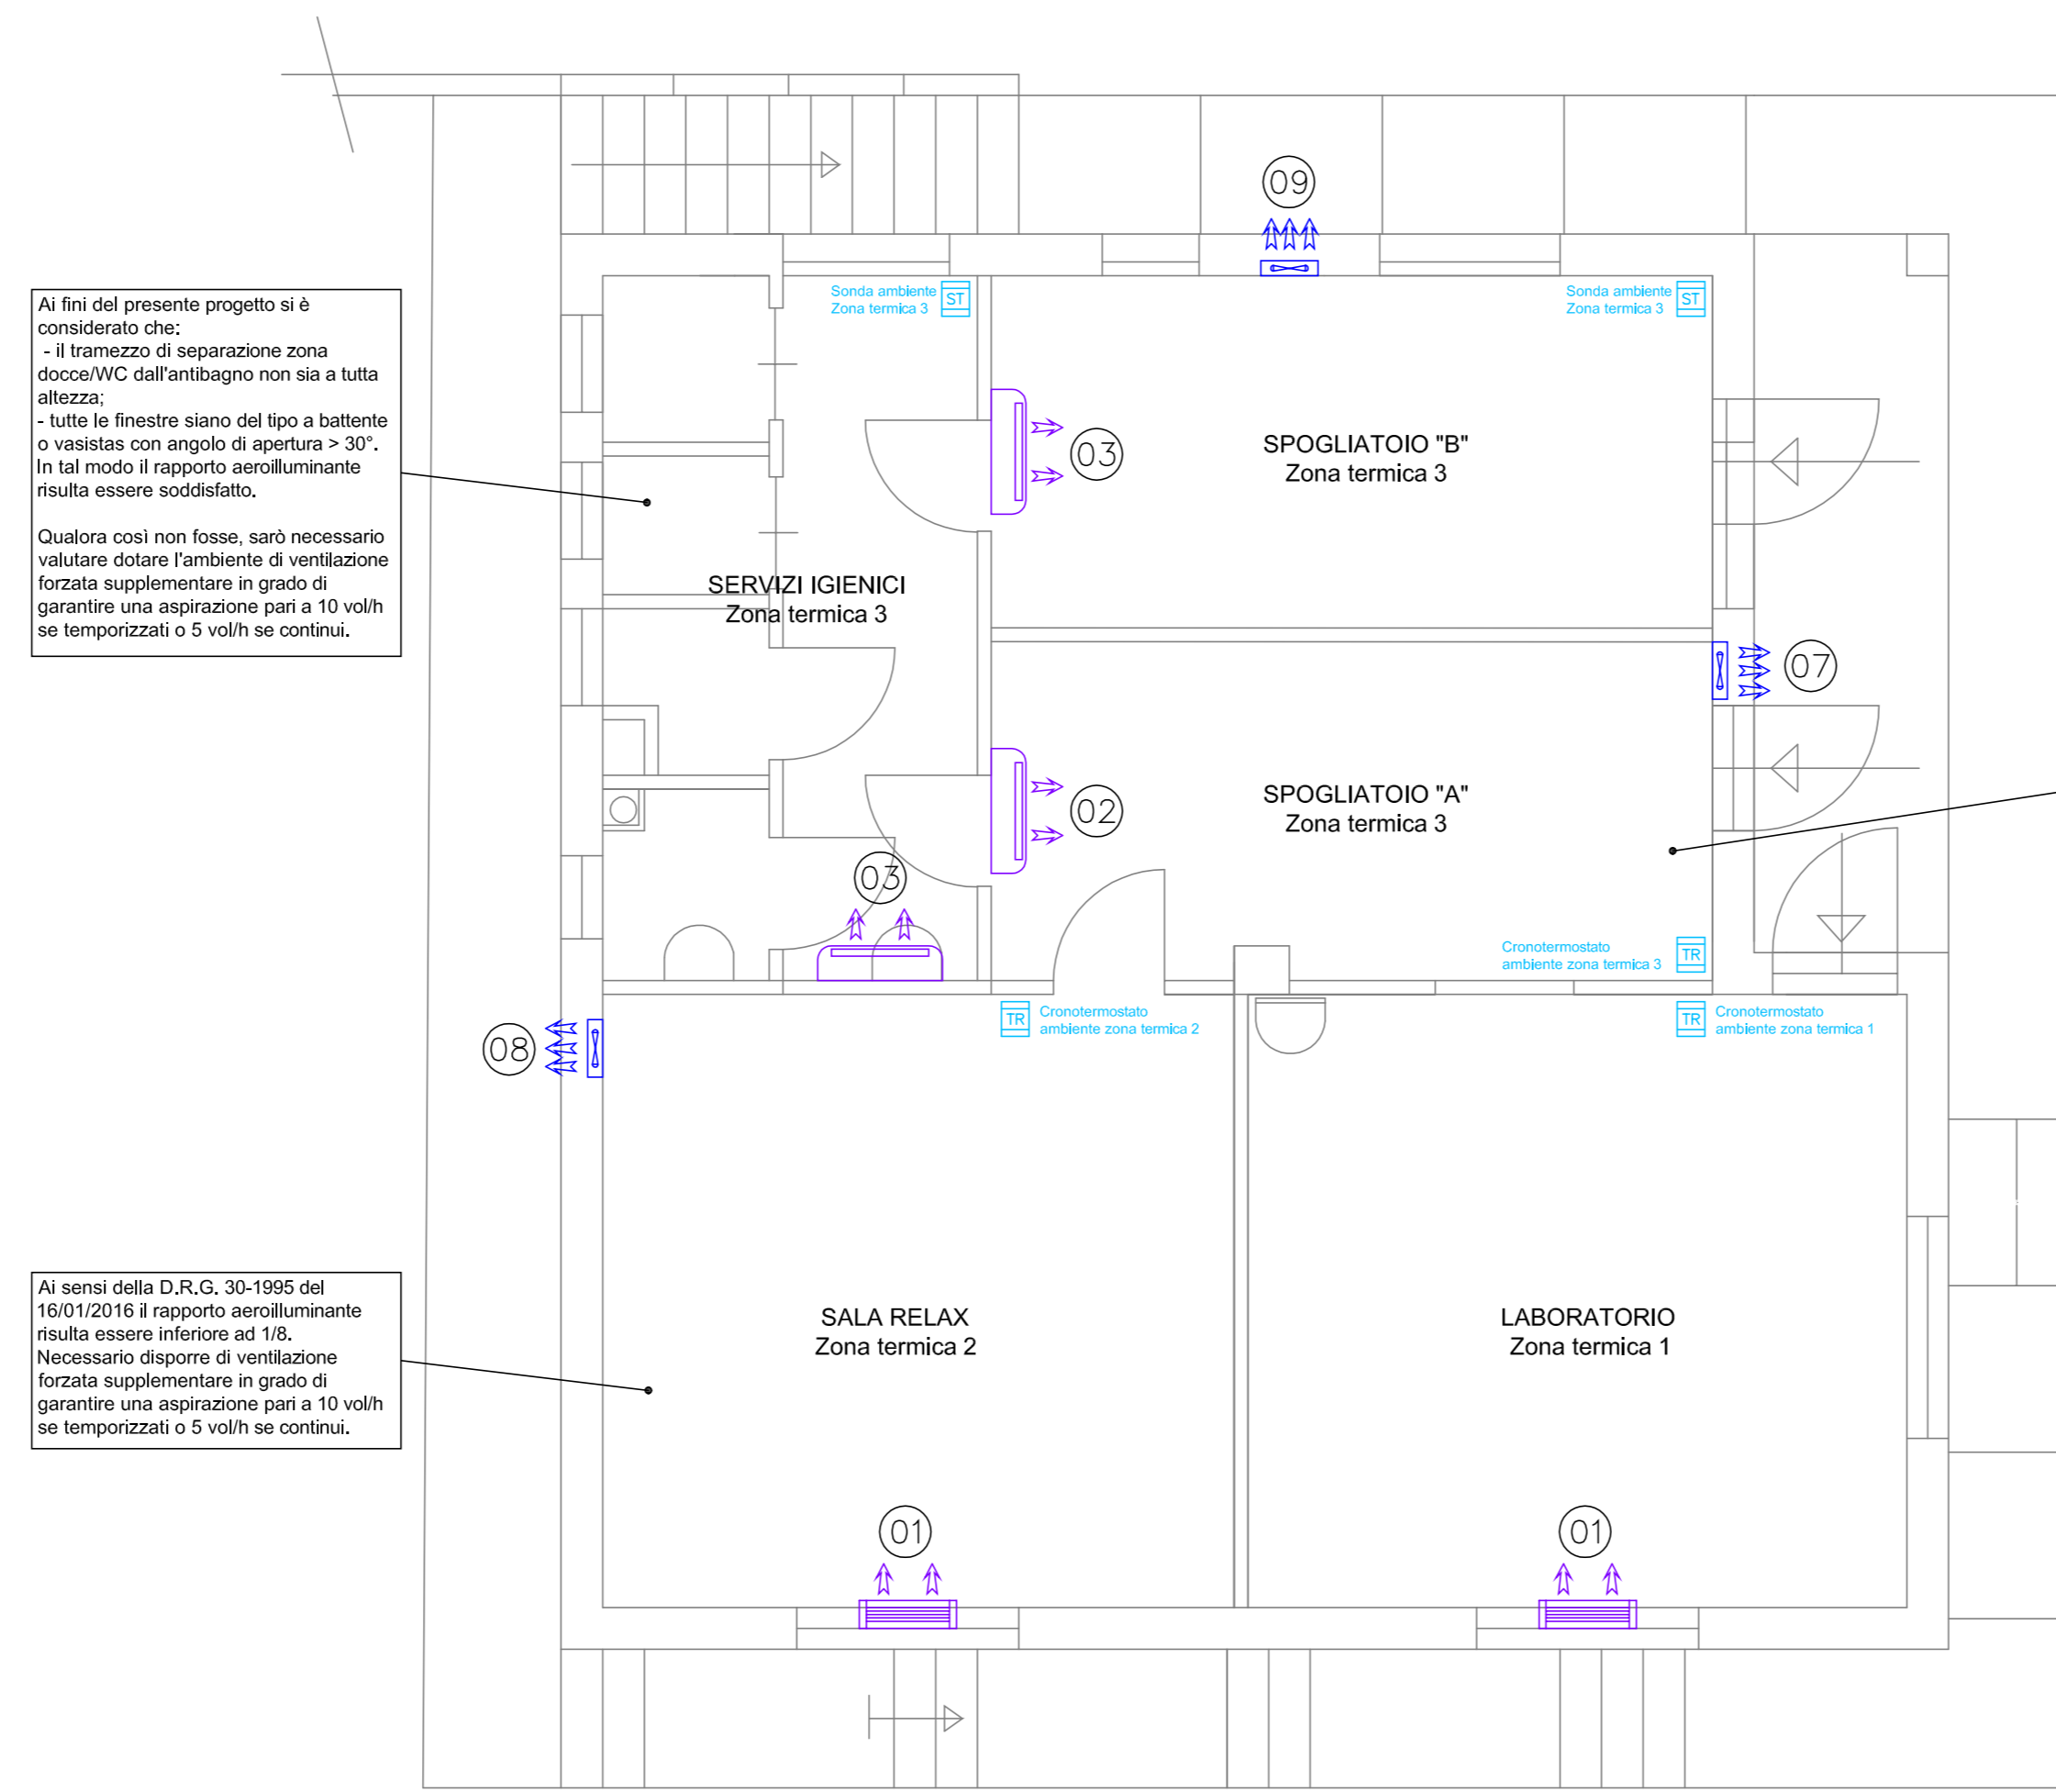 09
Sonda ambiente
Zona termica 3
ST
Sonda ambiente
Zona termica 3
ST
Ai fini del presente progetto si è
considerato che:
- il tramezzo di separazione zona
docce/WC dall'antibagno non sia a tutta
altezza;
- tutte le finestre siano del tipo a battente
o vasistas con angolo di apertura > 30°.
In tal modo il rapporto aeroilluminante
risulta essere soddisfatto.
Qualora così non fosse, sarò necessario
valutare dotare l'ambiente di ventilazione
forzata supplementare in grado di
garantire una aspirazione pari a 10 vol/h
se temporizzati o 5 vol/h se continui.
03
SPOGLIATOIO "B"
Zona termica 3
SERVIZI IGIENICI
Zona termica 3
07
02
SPOGLIATOIO "A"
Zona termica 3
03
Cronotermostato
ambiente zona termica 3
TR
08
TR
Cronotermostato
ambiente zona termica 2
TR
Cronotermostato
ambiente zona termica 1
Ai sensi della D.R.G. 30-1995 del
16/01/2016 il rapporto aeroilluminante
risulta essere inferiore ad 1/8.
Necessario disporre di ventilazione
forzata supplementare in grado di
garantire una aspirazione pari a 10 vol/h
se temporizzati o 5 vol/h se continui.
SALA RELAX
Zona termica 2
LABORATORIO
Zona termica 1
01
01